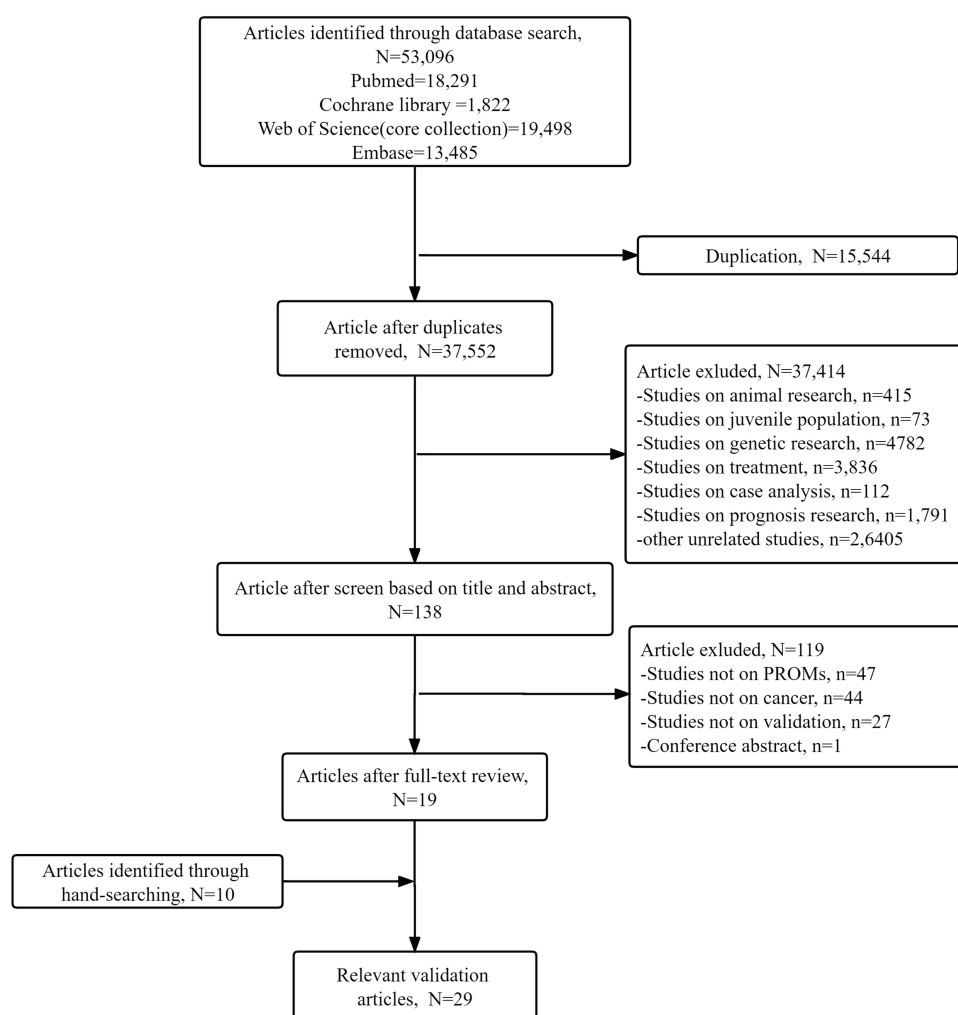 Articles identified through database search,
N=53,096
Pubmed=18,291
Cochrane library =1,822
Web of Science(core collection)=19,498
Embase=13,485
Duplication,  N=15,544
Article after duplicates
removed,  N=37,552
Article exluded, N=37,414
-Studies on animal research, n=415
-Studies on juvenile population, n=73
-Studies on genetic research, n=4782
-Studies on treatment, n=3,836
-Studies on case analysis, n=112
-Studies on prognosis research, n=1,791
-other unrelated studies, n=2,6405
Article after screen based on title and abstract,
N=138
Article exluded, N=119
-Studies not on PROMs, n=47
-Studies not on cancer, n=44
-Studies not on validation, n=27
-Conference abstract, n=1
Articles after full-text review,
N=19
Articles identified through
hand-searching, N=10
Relevant validation
articles,  N=29